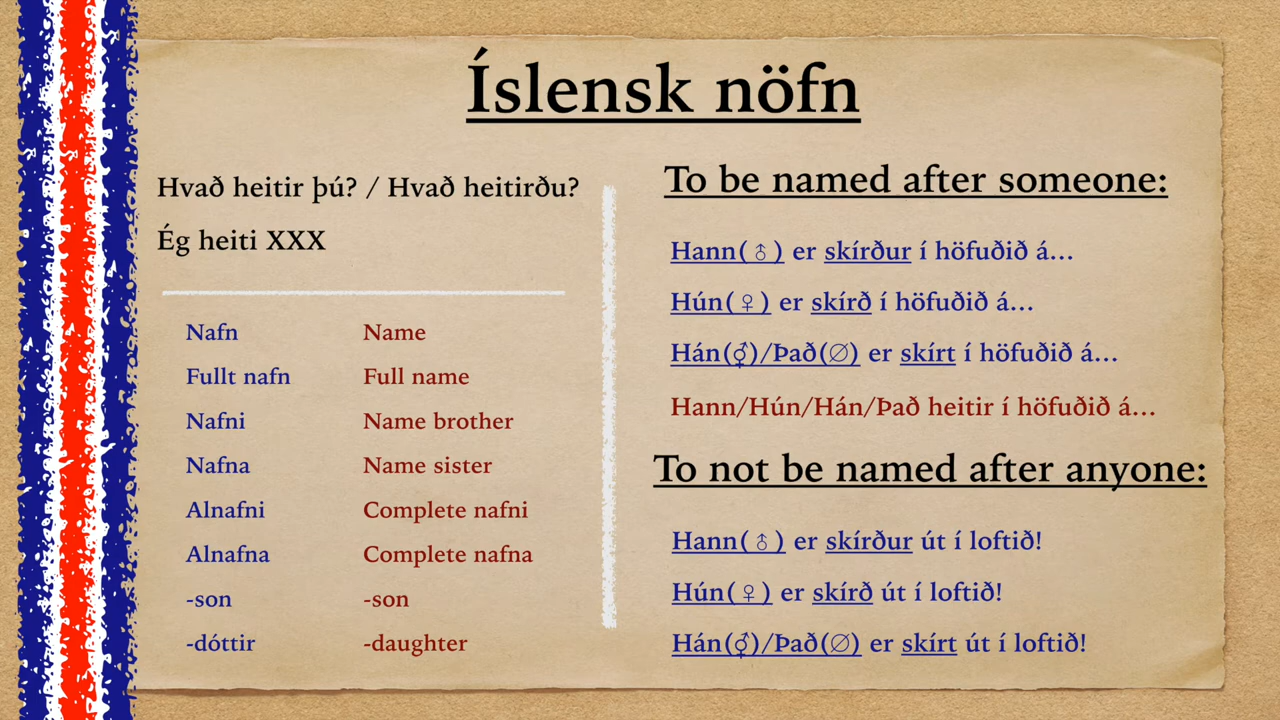 Íslensk nöfn
Hvað heitir þú? / Hvað heitirðu?
Ég heiti XXX
Nafn Name
Fullt nafn Full name
Nafni Name brother
Nafna Name sister
Alnafni Complete nafni
Alnafna Complete nafna
-son -son
-dóttir -daughter
To be named after someone:
Hann(♂) er skírður í höfuðið á...
Hún(♀) er skírð í höfuðið á...
Hán(⚥)/Það(∅) er skírt í höfuðið á...
Hann/Hún/Hán/Það heitir í höfuðið á...
To not be named after anyone:
Hann(♂) er skírður út í loftið!
Hún(♀) er skírð út í loftið!
Hán(⚥)/Það(∅) er skírt út í loftið!